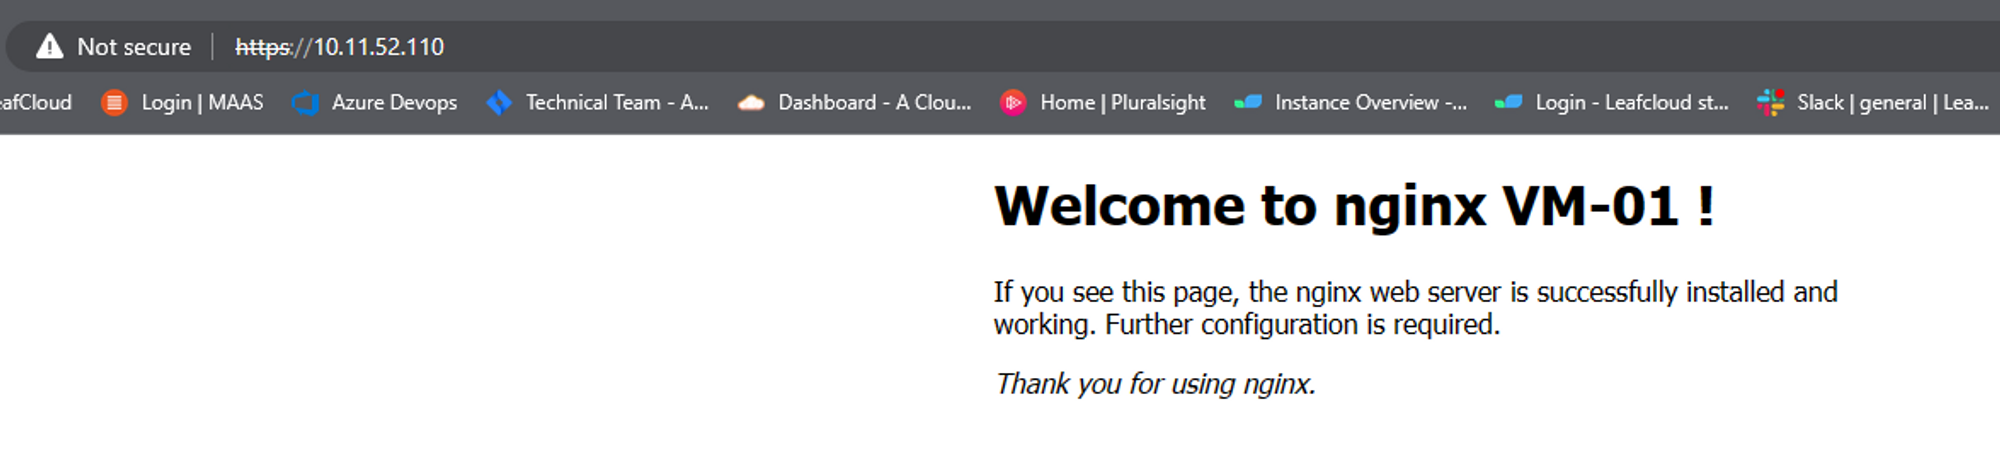 Not secure https://10.11.52.110
eafCloud Login | MAAS Azure Devops Technical Team - A... Dashboard - A Clou... Home | Pluralsight Instance Overview -... Login - Leafcloud st... Slack | general | Lea...
Welcome to nginx VM-01 !
If you see this page, the nginx web server is successfully installed and
working. Further configuration is required.
Thank you for using nginx.